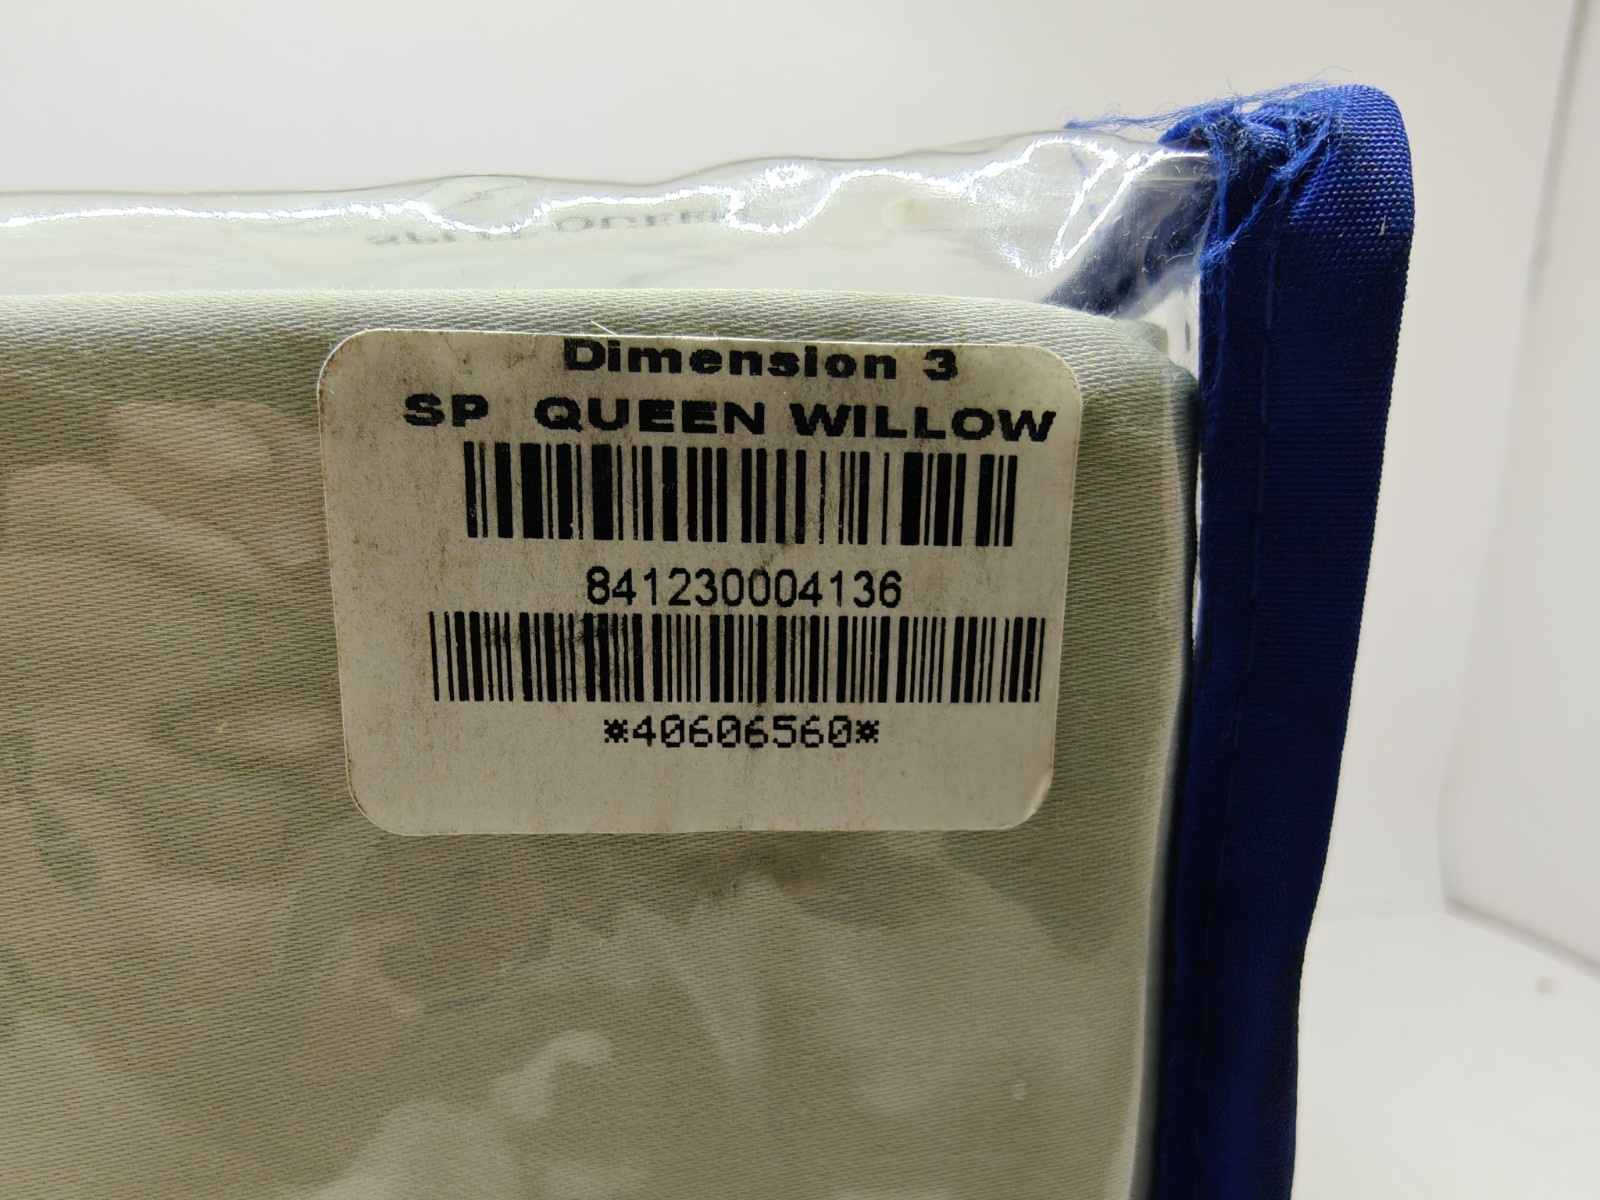 Dimension 3
SP QUEEN WILLOW
841230004136
*40606560*